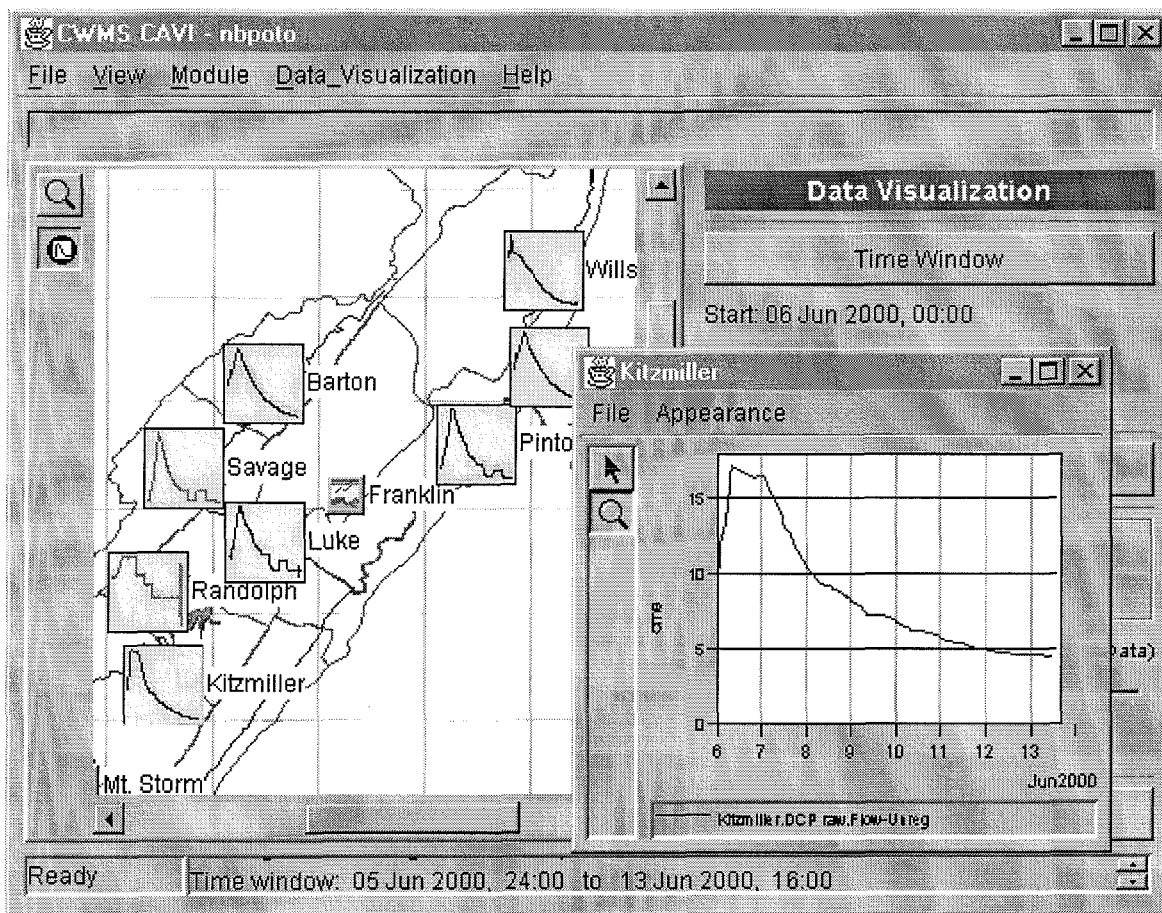 CWMS CAVI - nbpoto
File View Module Data_Visualization Help
Data Visualization
Time Window
Start: 06 Jun 2000, 00:00
Wills
Barton
Pinto
Savage
Franklin
Luke
Randolph
Kitzmiller
Mt. Storm
Kitzmiller
File Appearance
15
10
5
0
cms
6 7 8 9 10 11 12 13
Jun2000
Kitzmiller.DCP raw.Flow-Unreg
ata)
Ready
Time window: 05 Jun 2000, 24:00 to 13 Jun 2000, 16:00